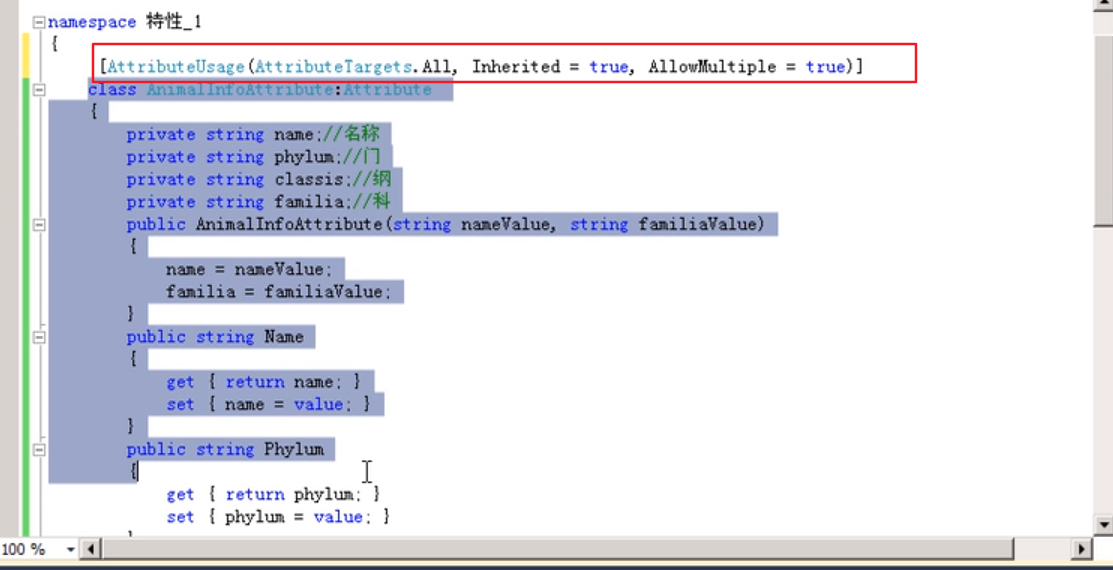 namespace 特性_1
{
[AttributeUsage(AttributeTargets.All, Inherited = true, AllowMultiple = true)]
class AnimalInfoAttribute:Attribute
{
private string name;//名称
private string phylum;//门
private string classis;//纲
private string familia;//科
public AnimalInfoAttribute(string nameValue, string familiaValue)
{
name = nameValue;
familia = familiaValue;
}
public string Name
{
get { return name; }
set { name = value; }
}
public string Phylum
{
get { return phylum; }
set { phylum = value; }
100 %